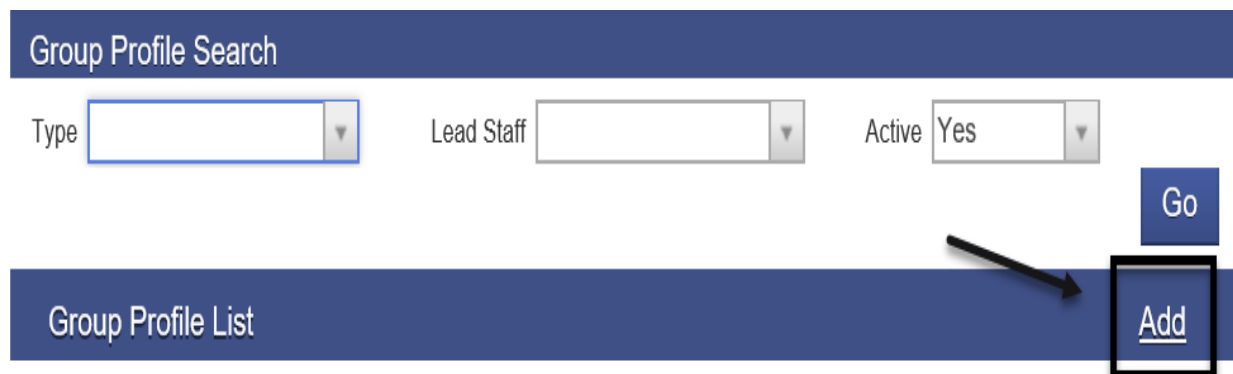 Group Profile Search
Type Lead Staff Active Yes
Go
Group Profile List Add